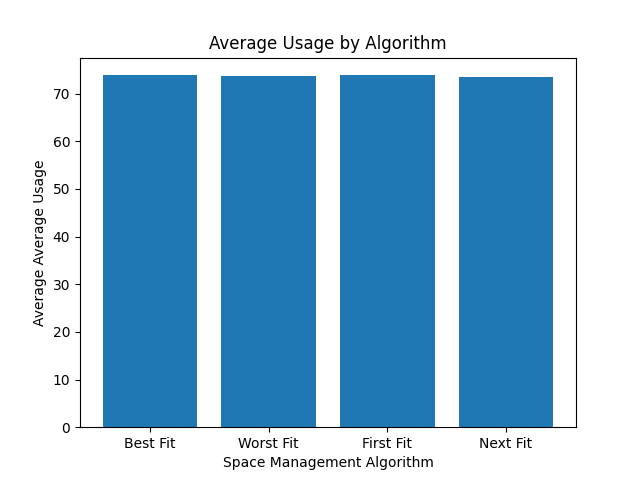 Average Usage by Algorithm
Average Average Usage
70
60
50
40
30
20
10
0
Best Fit Worst Fit First Fit Next Fit
Space Management Algorithm